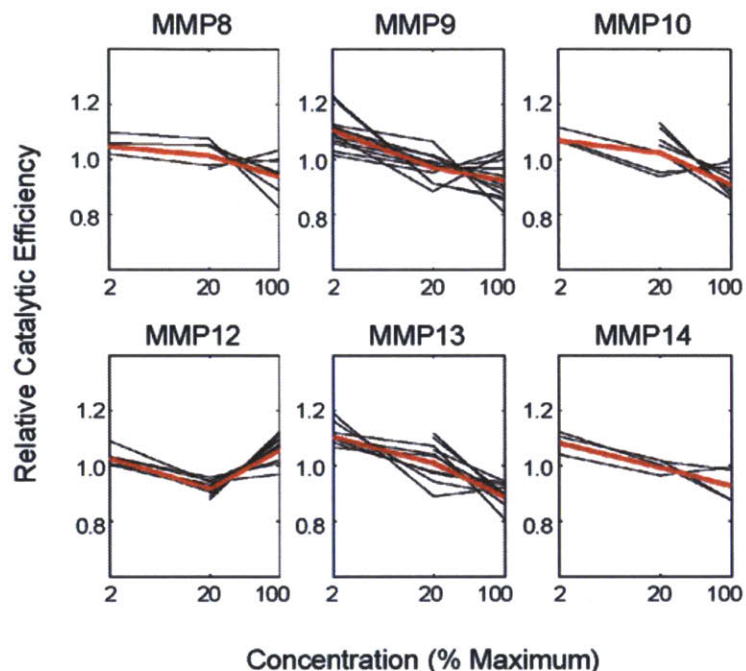 MMP8 MMP9 MMP10
1.2 1.2 1.2
1.0 1.0 1.0
0.8 0.8 0.8
2 20 100 2 20 100 2 20 100
MMP12 MMP13 MMP14
1.2 1.2 1.2
1.0 1.0 1.0
0.8 0.8 0.8
2 20 100 2 20 100 2 20 100
Relative Catalytic Efficiency
Concentration (% Maximum)